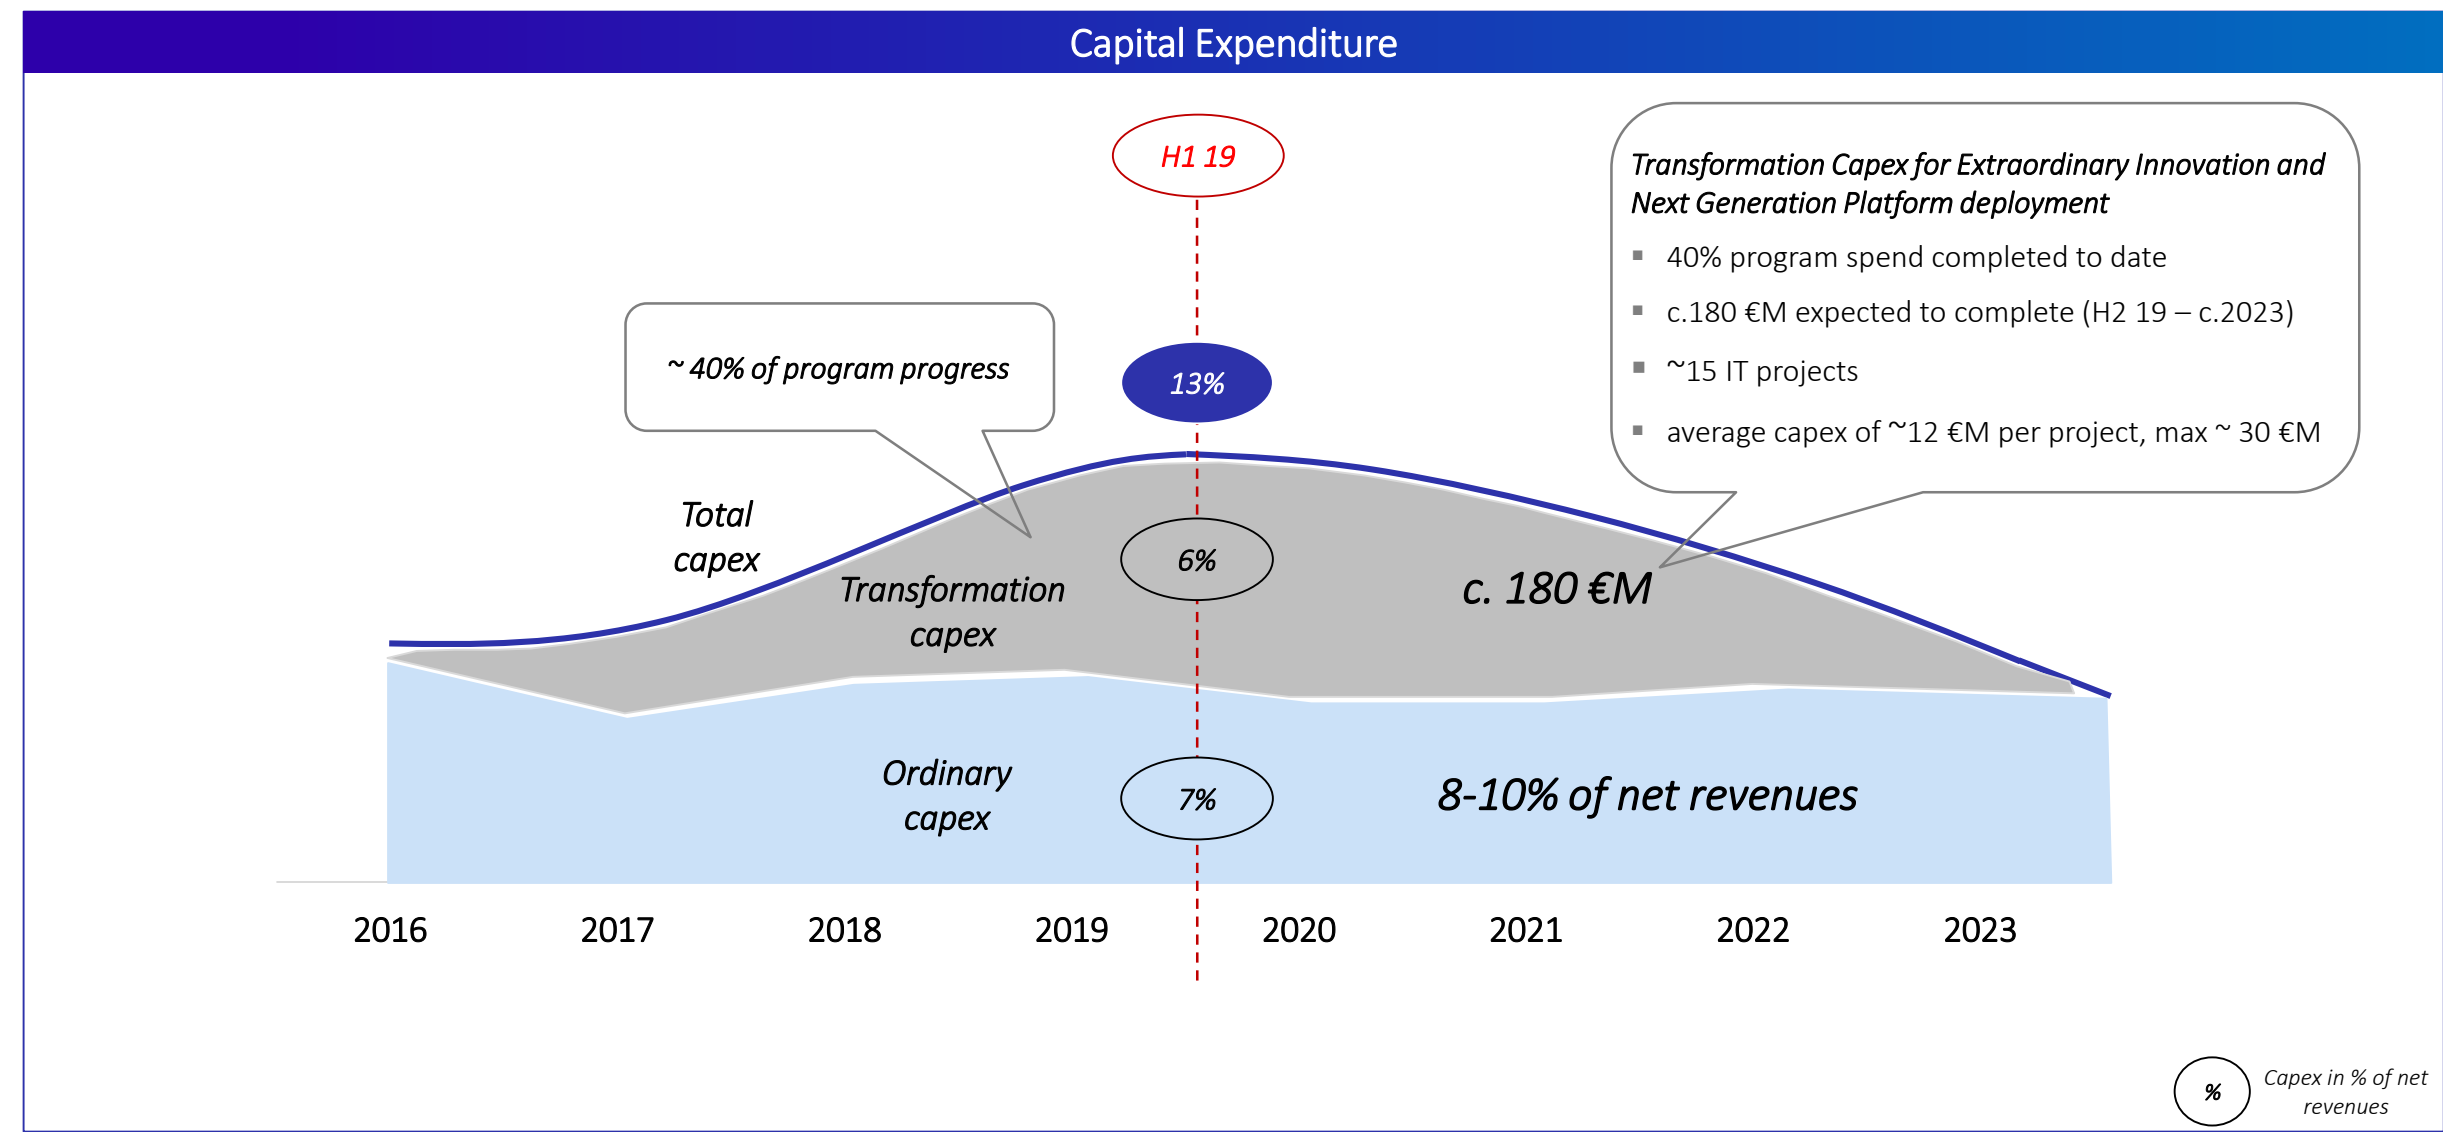 Capital Expenditure
H1 19
Transformation Capex for Extraordinary Innovation and
Next Generation Platform deployment
▪ 40% program spend completed to date
▪ c.180 €M expected to complete (H2 19 – c.2023)
▪ ~15 IT projects
▪ average capex of ~12 €M per project, max ~ 30 €M
~ 40% of program progress
13%
Total
capex
Transformation
capex
6%
c. 180 €M
Ordinary
capex
7%
8-10% of net revenues
2016 2017 2018 2019 2020 2021 2022 2023
% Capex in % of net
revenues